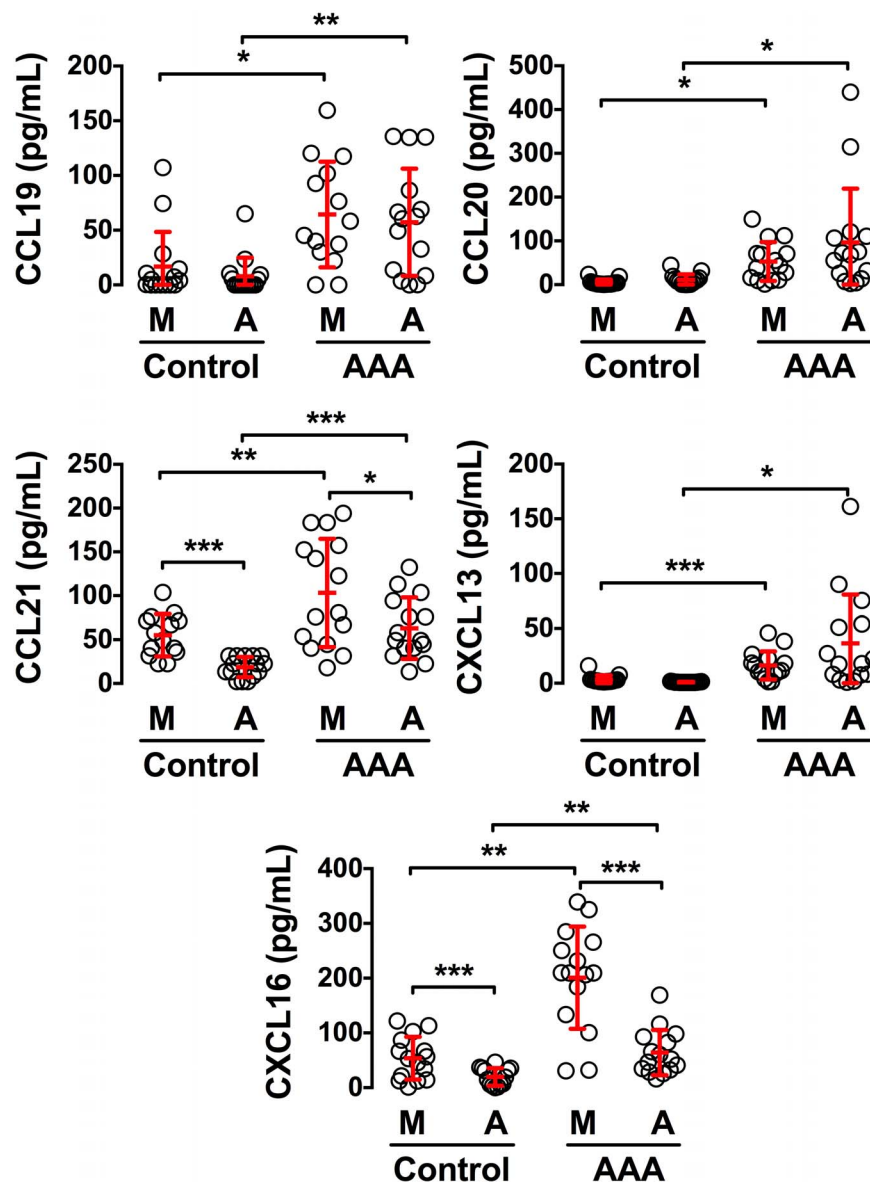 **
*
200
150
100
50
0
CCL19 (pg/mL)
M A M A
Control AAA
*
*
500
400
300
200
100
0
CCL20 (pg/mL)
M A M A
Control AAA
***
**
*
***
250
200
150
100
50
0
CCL21 (pg/mL)
M A M A
Control AAA
*
***
200
150
100
50
0
CXCL13 (pg/mL)
M A M A
Control AAA
**
**
***
***
400
300
200
100
0
CXCL16 (pg/mL)
M A M A
Control AAA